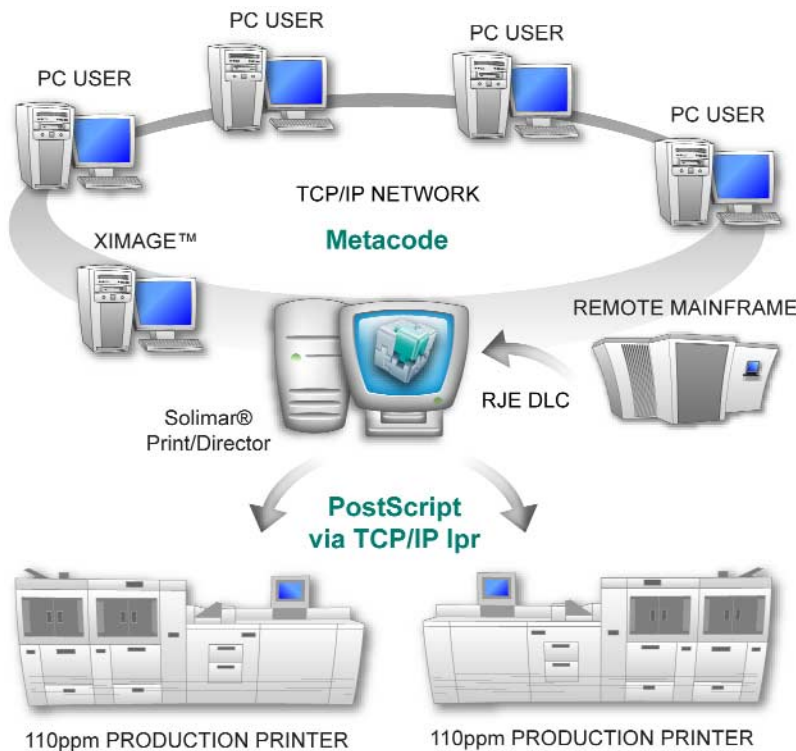 PC USER
PC USER
PC USER
PC USER
TCP/IP NETWORK
Metacode
XIMAGE™
REMOTE MAINFRAME
RJE DLC
Solimar®
Print/Director
PostScript
via TCP/IP lpr
110ppm PRODUCTION PRINTER
110ppm PRODUCTION PRINTER